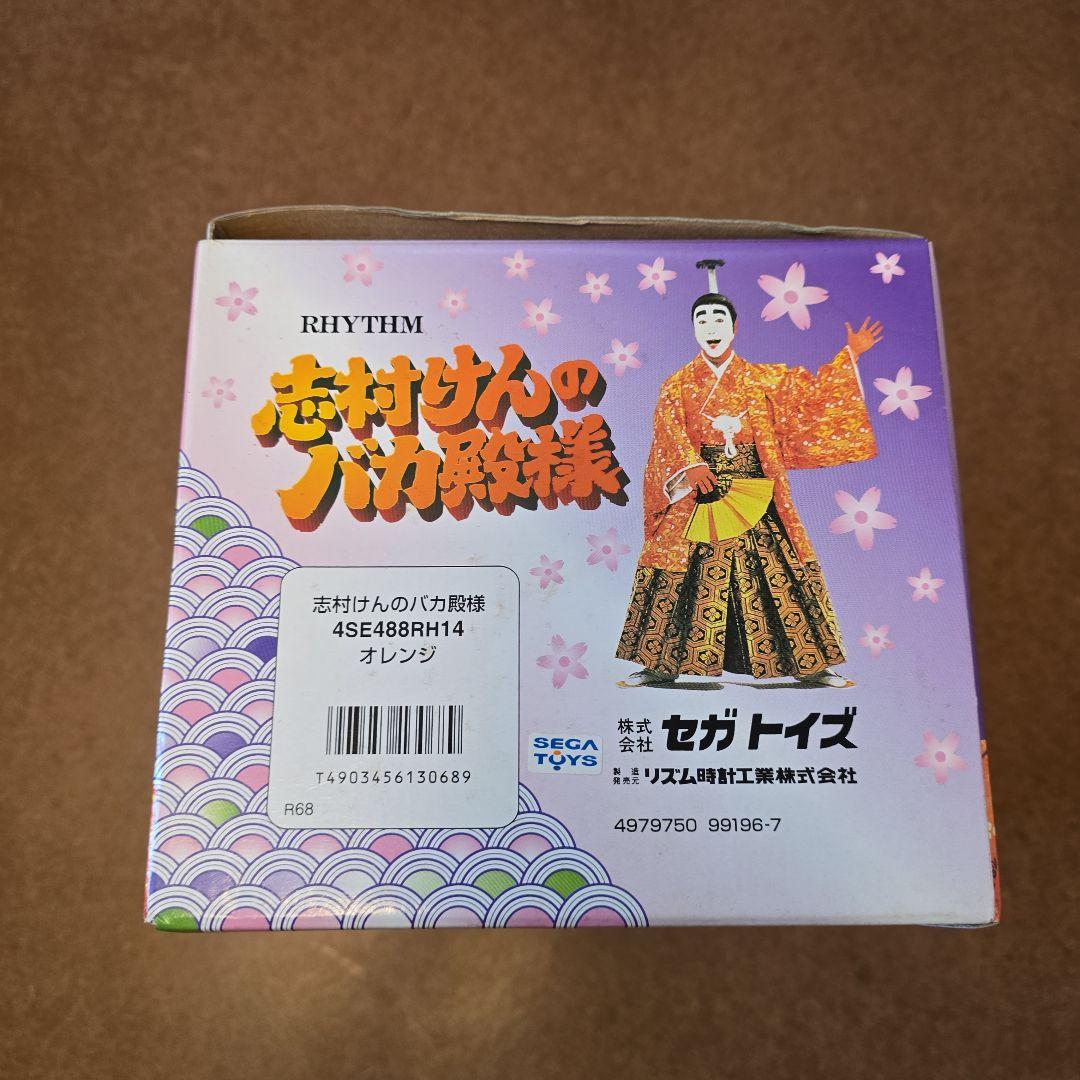 RHYTHM
志村けんの
バカ殿様
志村けんのバカ殿様
4SE488RH14
オレンジ
T4903456130689
R68
SEGA
TOYS
株式会社 セガ トイズ
製造発売元 リズム時計工業株式会社
4979750 99196-7